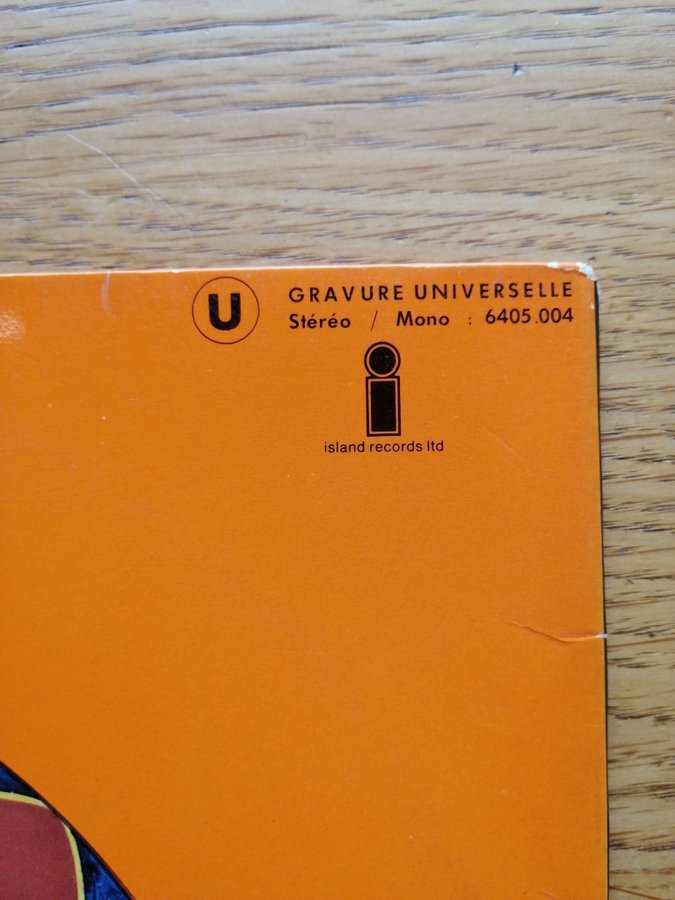 U
GRAVURE UNIVERSELLE
Stéréo / Mono : 6405.004
i
island records ltd